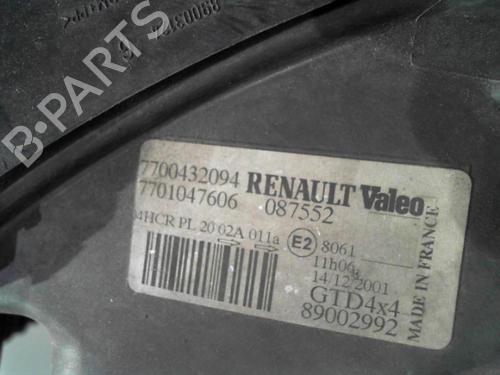 B-PARTS
7700432094 RENAULT Valeo
7701047606 087552
4HCR PL 20 02A 011a E2 8061
11h06
14/12/2001
GTD4x4
89002992
MADE IN FRANCE